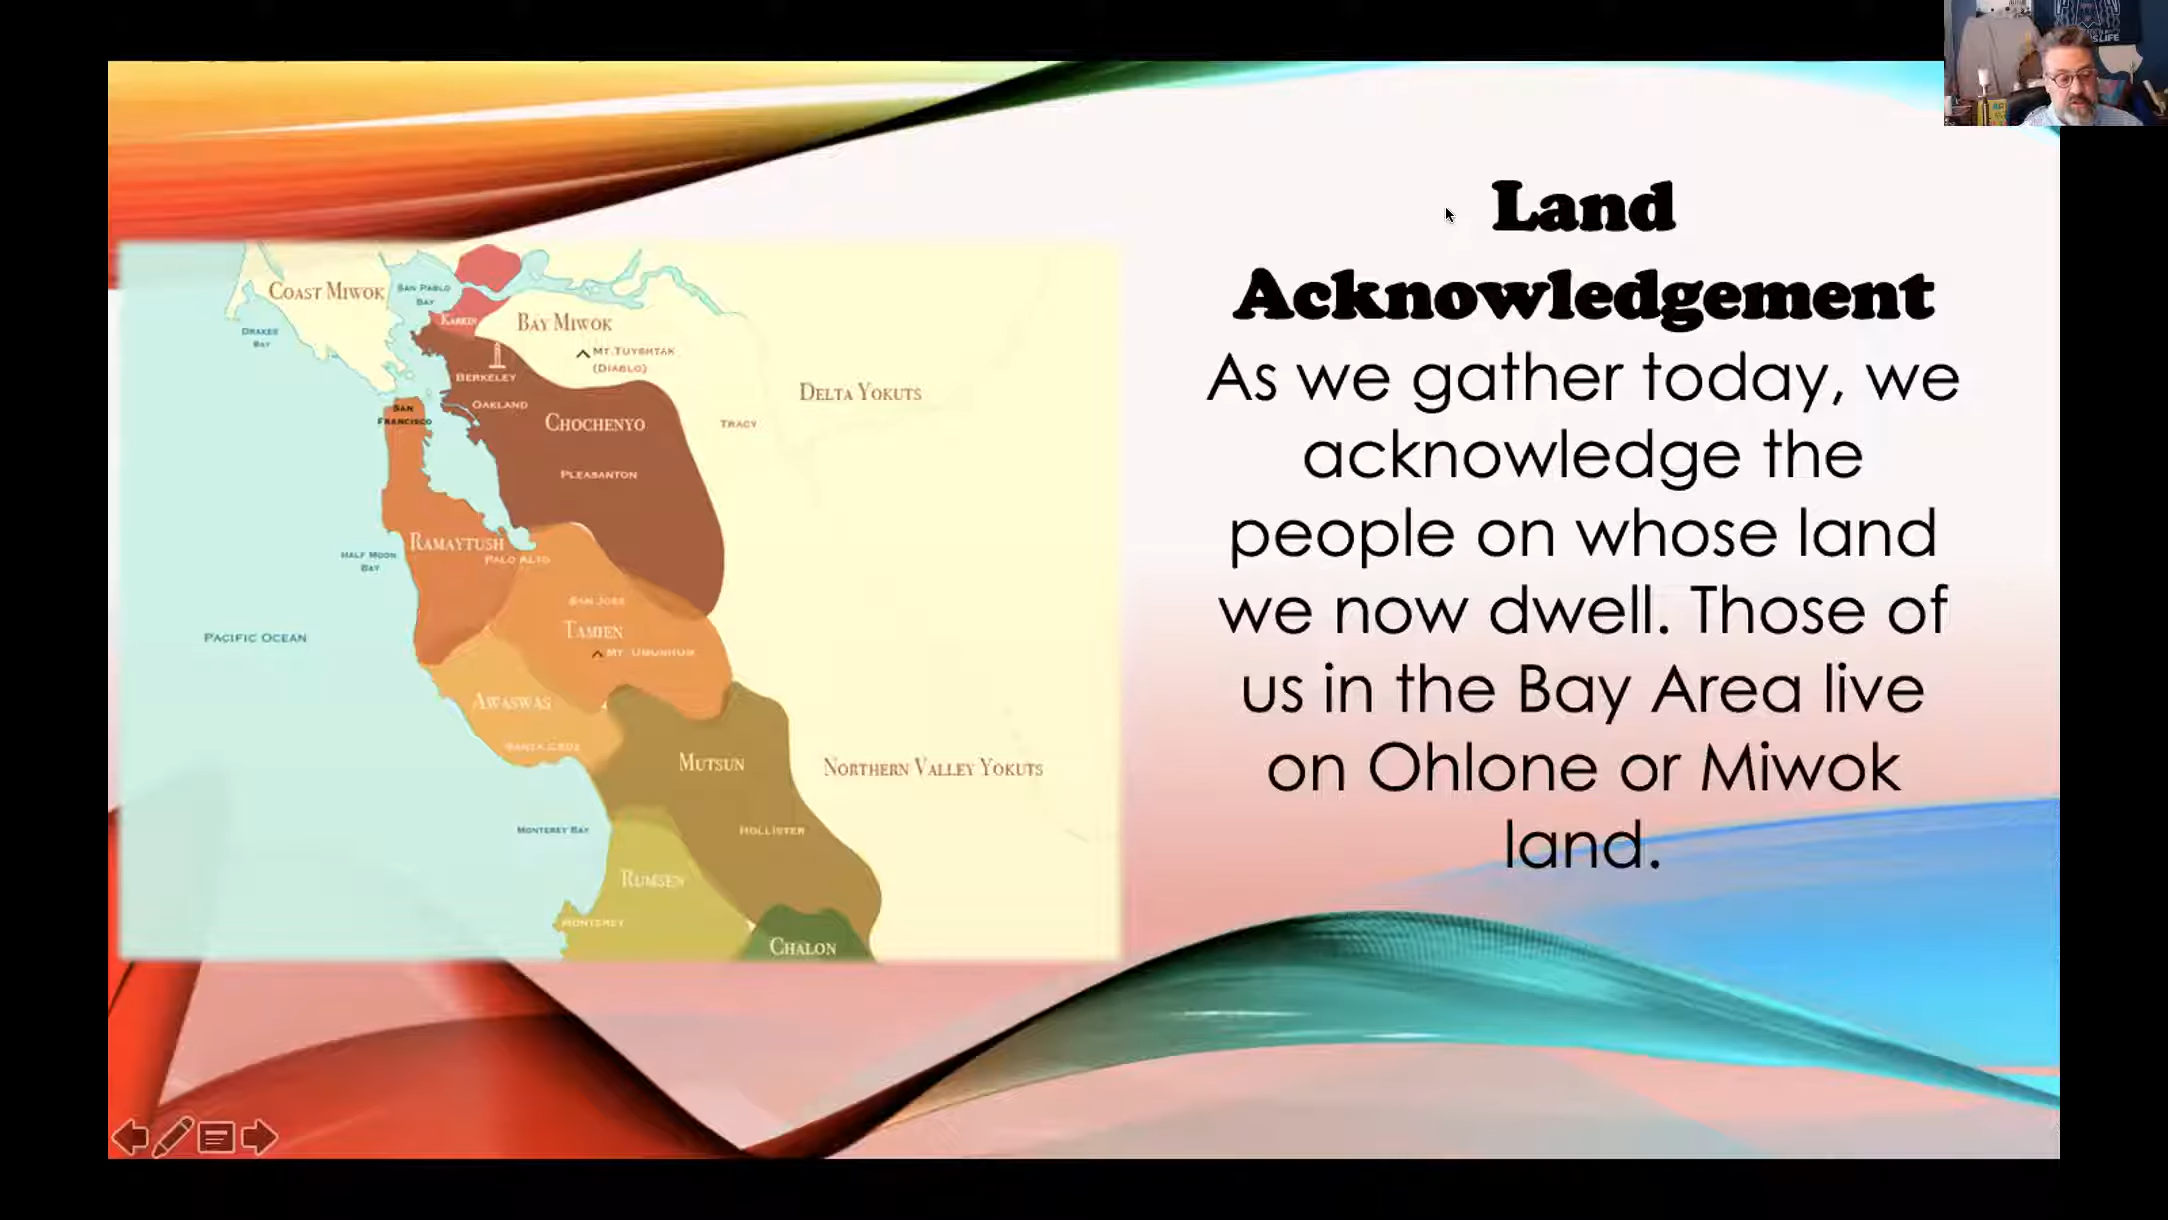 SLIFE
Land
Acknowledgement
As we gather today, we
acknowledge the
people on whose land
we now dwell. Those of
us in the Bay Area live
on Ohlone or Miwok
land.
COAST MIWOK
SAN PABLO
BAY
KARKIN
BAY MIWOK
DRAKES
BAY
MT. TUYSHTAK
(DIABLO)
BERKELEY
DELTA YOKUTS
OAKLAND
SAN
FRANCISCO
CHOCHENYO
TRACY
PLEASANTON
RAMAYTUSH
HALF MOON
BAY
PALO ALTO
SAN JOSE
TAMIEN
PACIFIC OCEAN
MT. UMUNHUM
AWASWAS
SANTA CRUZ
MUTSUN
NORTHERN VALLEY YOKUTS
MONTEREY BAY
HOLLISTER
RUMSEN
MONTEREY
CHALON